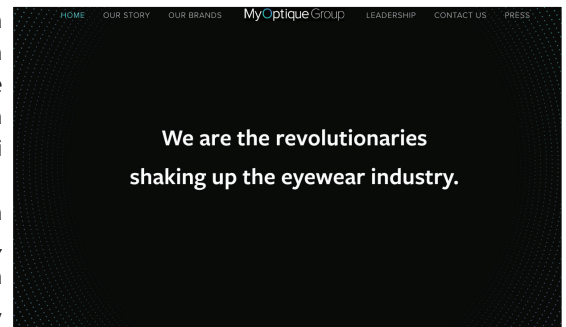 HOME OUR STORY OUR BRANDS MyOptique Group LEADERSHIP CONTACT US PRESS
We are the revolutionaries
shaking up the eyewear industry.